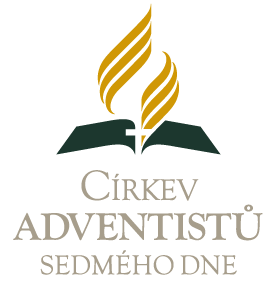 Církev
ADVENTISTŮ
SEDMÉHO DNE